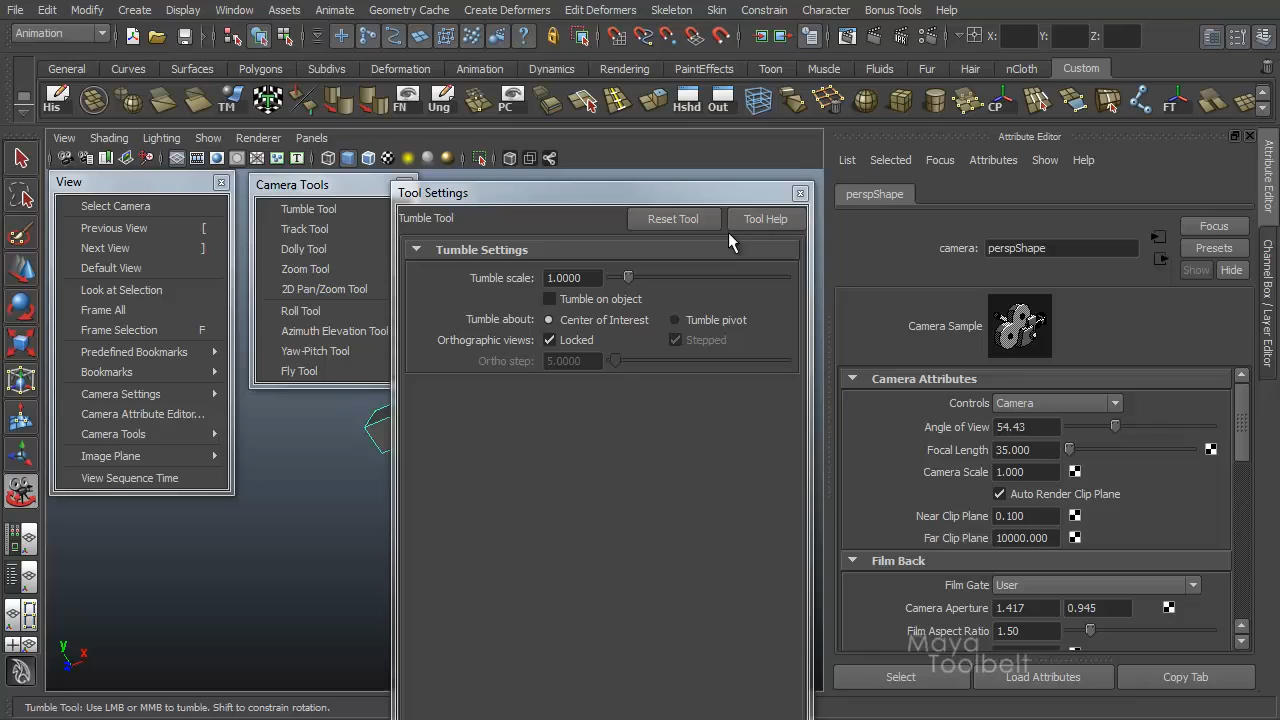 File Edit Modify Create Display Window Assets Animate Geometry Cache Create Deformers Edit Deformers Skeleton Skin Constrain Character Bonus Tools Help
Animation X: Y: Z:
General Curves Surfaces Polygons Subdivs Deformation Animation Dynamics Rendering PaintEffects Toon Muscle Fluids Fur Hair nCloth Custom
His TM FN Ung PC Hshd Out CP FT
View Shading Lighting Show Renderer Panels
View
Select Camera
Previous View [
Next View ]
Default View
Look at Selection
Frame All
Frame Selection F
Predefined Bookmarks
Bookmarks
Camera Settings
Camera Attribute Editor...
Camera Tools
Image Plane
View Sequence Time
Camera Tools
Tumble Tool
Track Tool
Dolly Tool
Zoom Tool
2D Pan/Zoom Tool
Roll Tool
Azimuth Elevation Tool
Yaw-Pitch Tool
Fly Tool
Tool Settings
Tumble Tool Reset Tool Tool Help
Tumble Settings
Tumble scale: 1.0000
Tumble on object
Tumble about: Center of Interest Tumble pivot
Orthographic views: Locked Stepped
Ortho step: 5.0000
Attribute Editor
List Selected Focus Attributes Show Help
perspShape
Focus
camera: perspShape Presets
Show Hide
Camera Sample
Camera Attributes
Controls Camera
Angle of View 54.43
Focal Length 35.000
Camera Scale 1.000
Auto Render Clip Plane
Near Clip Plane 0.100
Far Clip Plane 10000.000
Film Back
Film Gate User
Camera Aperture 1.417 0.945
Film Aspect Ratio 1.50
Maya
Toolbelt
Select Load Attributes Copy Tab
Attribute Editor
Channel Box / Layer Editor
y
x
z
Tumble Tool: Use LMB or MMB to tumble. Shift to constrain rotation.